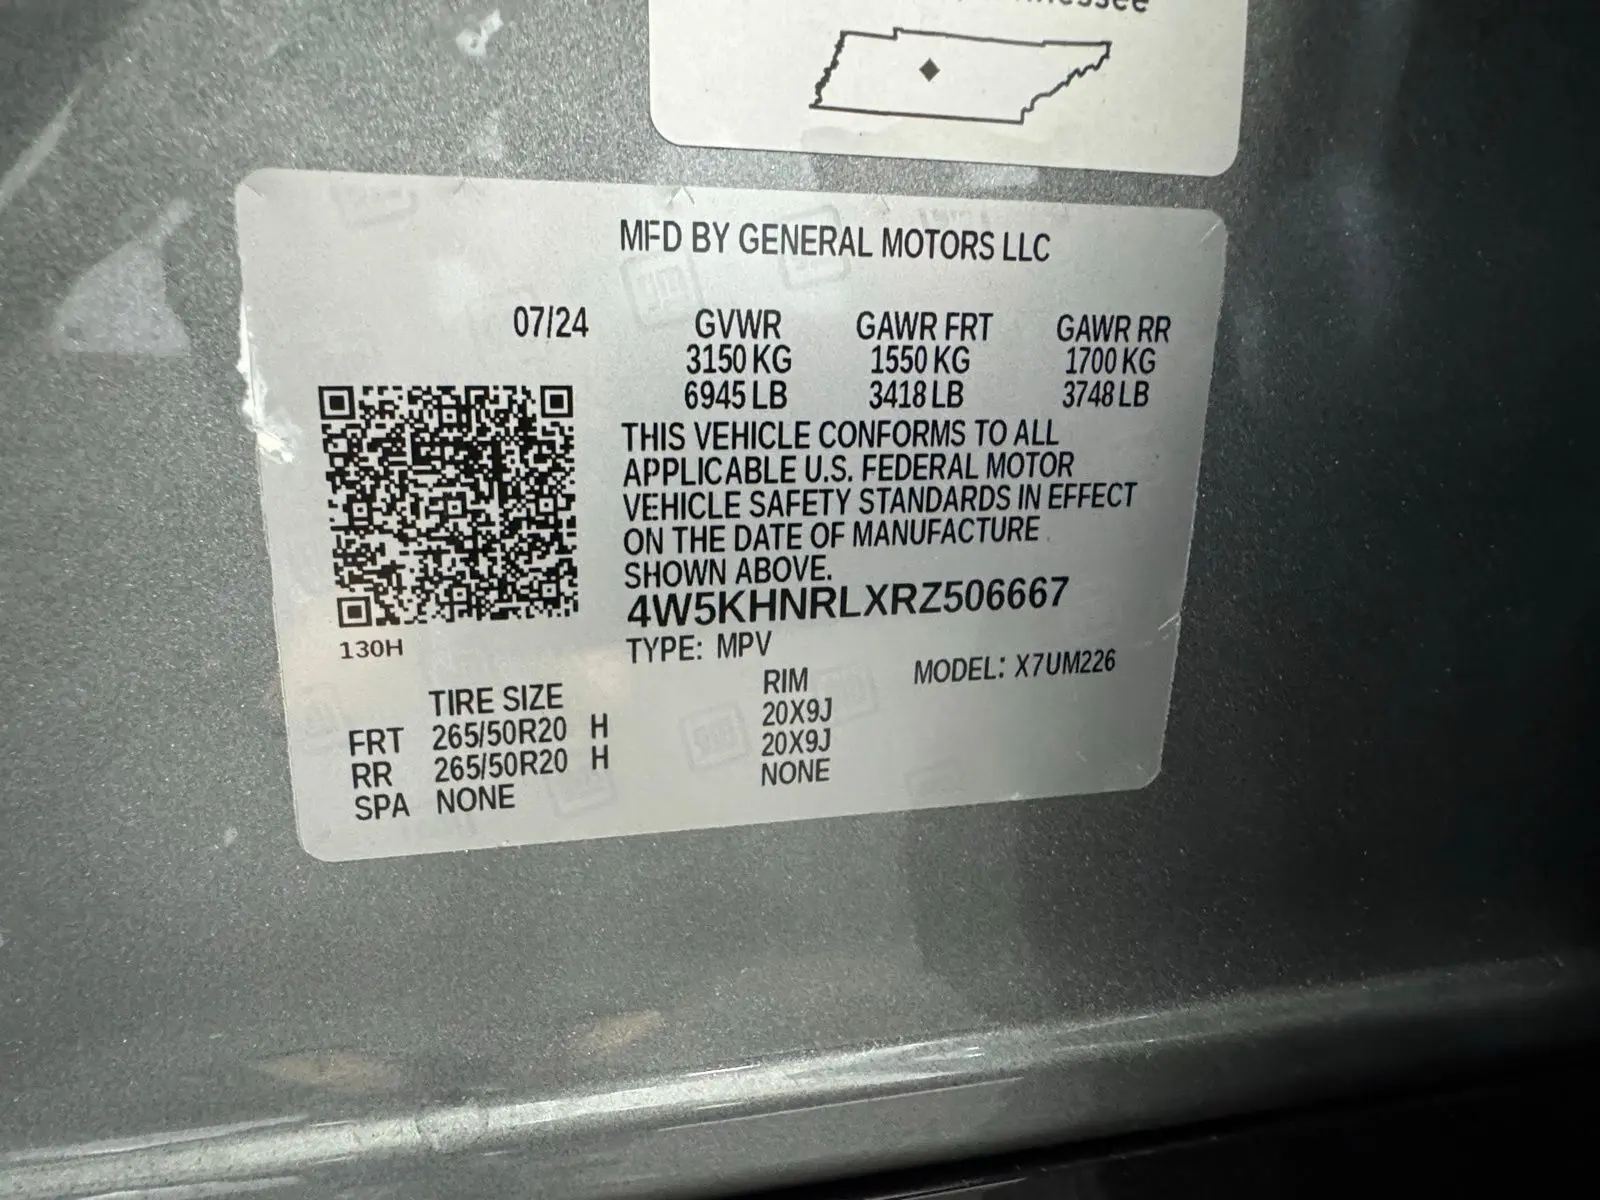 MFD BY GENERAL MOTORS LLC
07/24 GVWR GAWR FRT GAWR RR
3150 KG 1550 KG 1700 KG
6945 LB 3418 LB 3748 LB
THIS VEHICLE CONFORMS TO ALL
APPLICABLE U.S. FEDERAL MOTOR
VEHICLE SAFETY STANDARDS IN EFFECT
ON THE DATE OF MANUFACTURE
SHOWN ABOVE.
4W5KHNRLXRZ506667
130H
TYPE: MPV
MODEL: X7UM226
TIRE SIZE RIM
FRT 265/50R20 H 20X9J
RR 265/50R20 H 20X9J
SPA NONE NONE